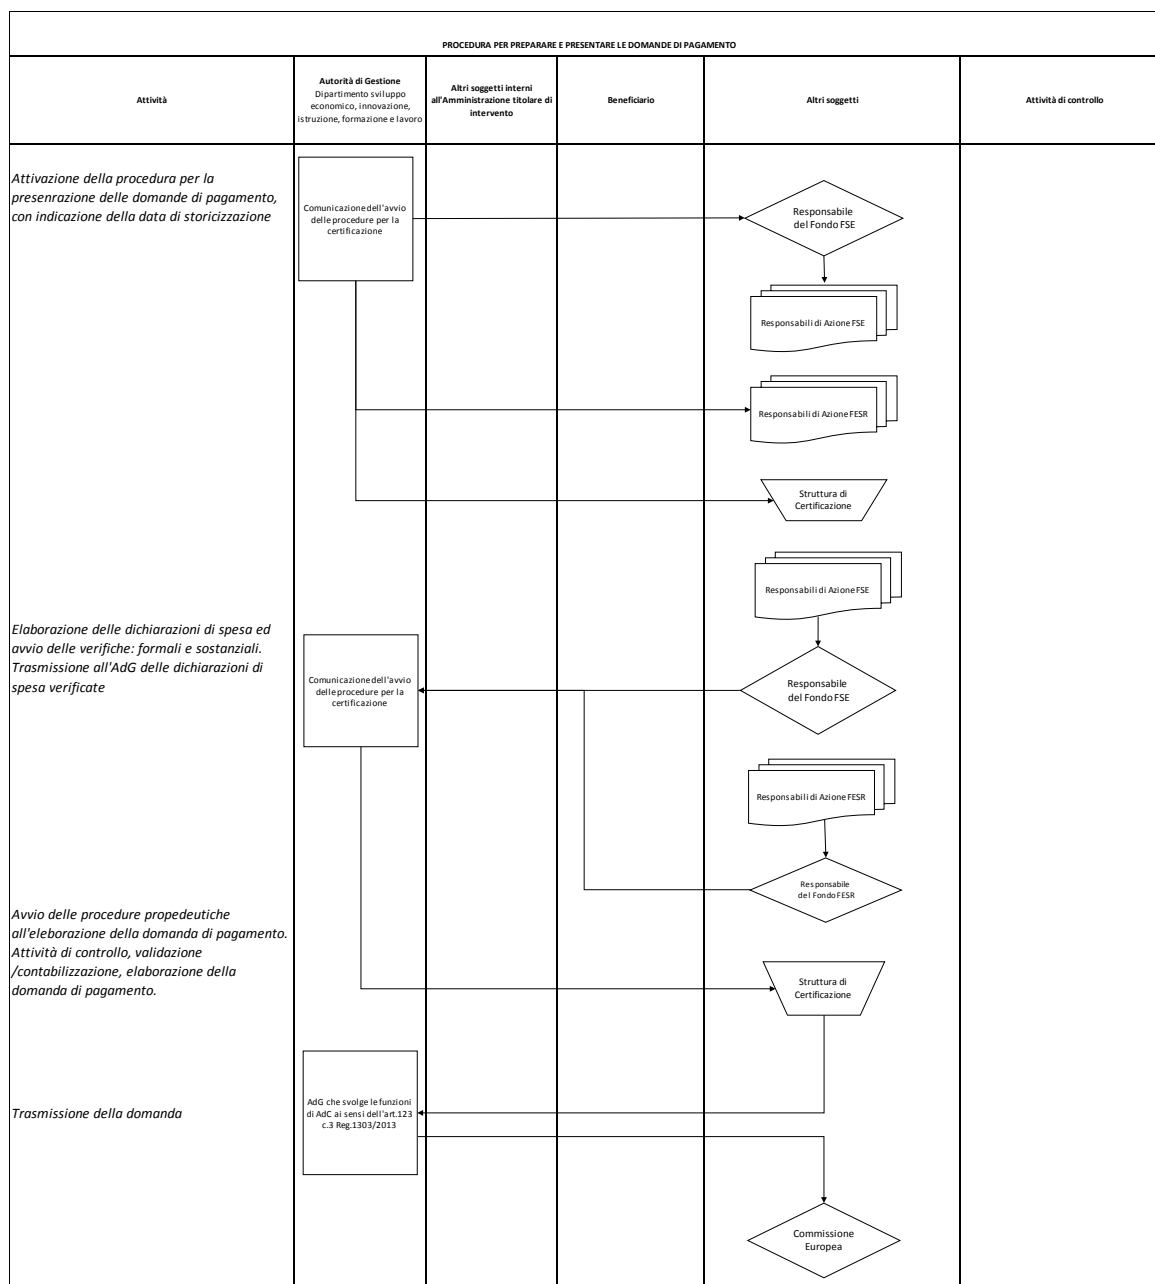 PROCEDURA PER PREPARARE E PRESENTARE LE DOMANDE DI PAGAMENTO
Attività
Autorità di Gestione
Dipartimento sviluppo
economico, innovazione,
istruzione, formazione e lavoro
Altri soggetti interni
all'Amministrazione titolare di
intervento
Beneficiario
Altri soggetti
Attività di controllo
Attivazione della procedura per la
presenrazione delle domande di pagamento,
con indicazione della data di storicizzazione
Comunicazione dell'avvio
delle procedure per la
certificazione
Responsabile
del Fondo FSE
Responsabili di Azione FSE
Responsabili di Azione FESR
Struttura di
Certificazione
Responsabili di Azione FSE
Elaborazione delle dichiarazioni di spesa ed
avvio delle verifiche: formali e sostanziali.
Trasmissione all'AdG delle dichiarazioni di
spesa verificate
Comunicazione dell'avvio
delle procedure per la
certificazione
Responsabile
del Fondo FSE
Responsabili di Azione FESR
Responsabile
del Fondo FESR
Avvio delle procedure propedeutiche
all'eleborazione della domanda di pagamento.
Attività di controllo, validazione
/contabilizzazione, elaborazione della
domanda di pagamento.
Struttura di
Certificazione
Trasmissione della domanda
AdG che svolge le funzioni
di AdC ai sensi dell'art.123
c.3 Reg.1303/2013
Commissione
Europea